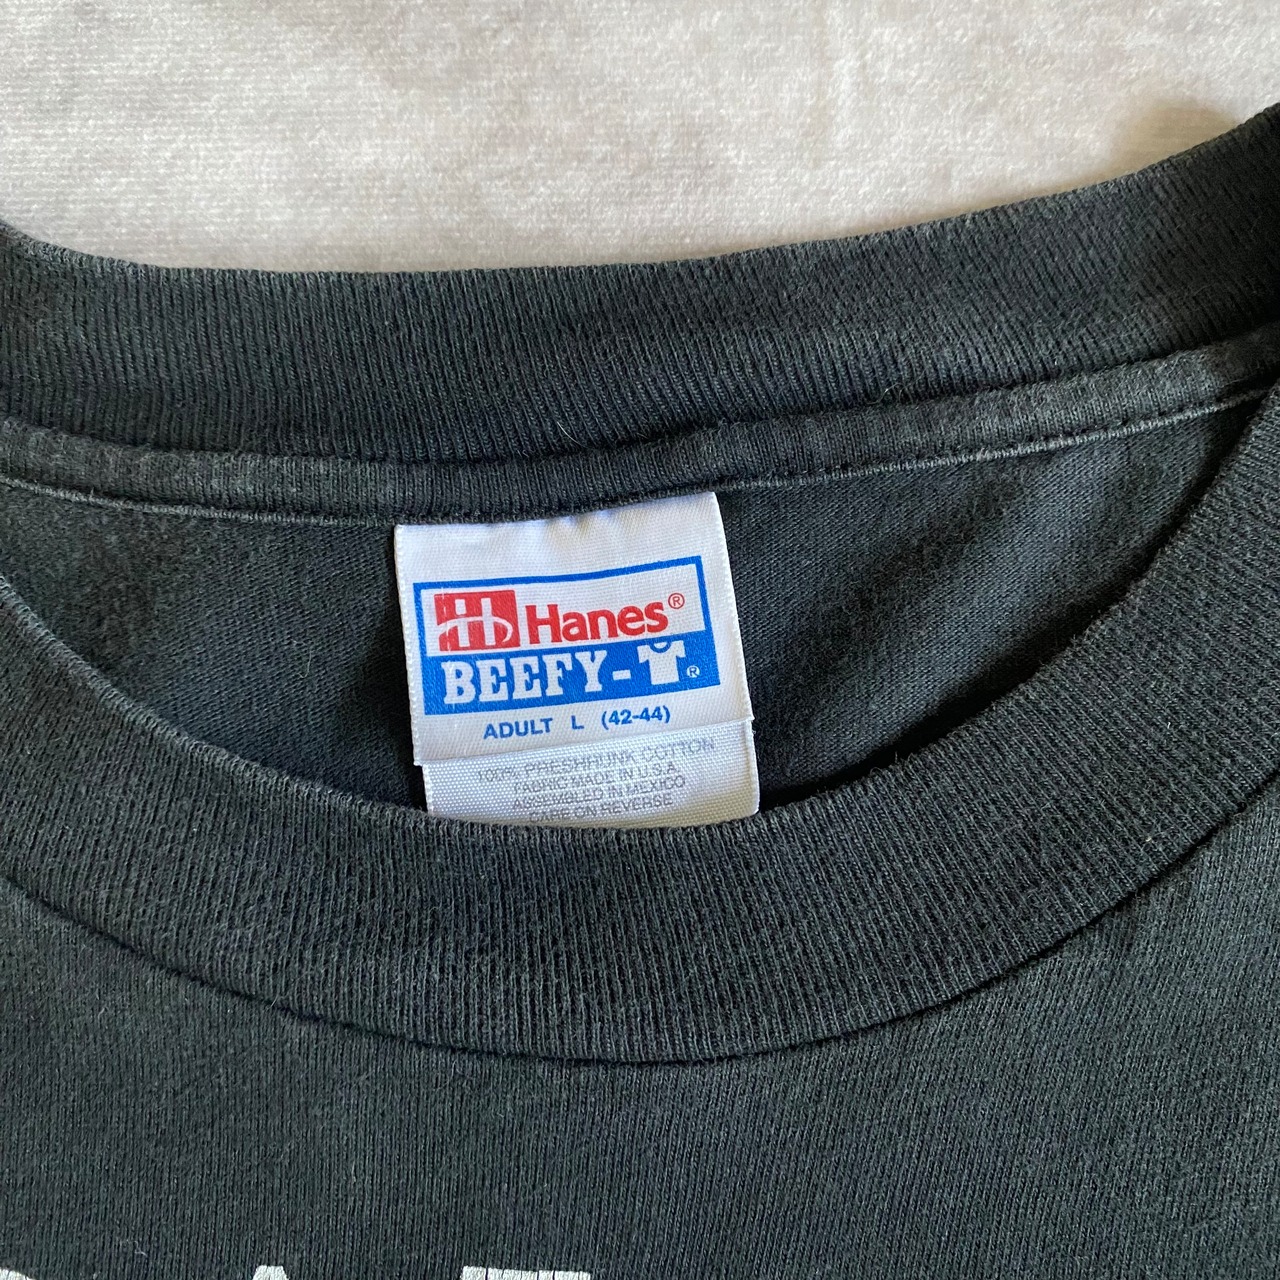 Hanes®
BEEFY-T®
ADULT L (42-44)
100% PRESHRUNK COTTON
FABRIC MADE IN U.S.A
ASSEMBLED IN MEXICO
CARE ON REVERSE